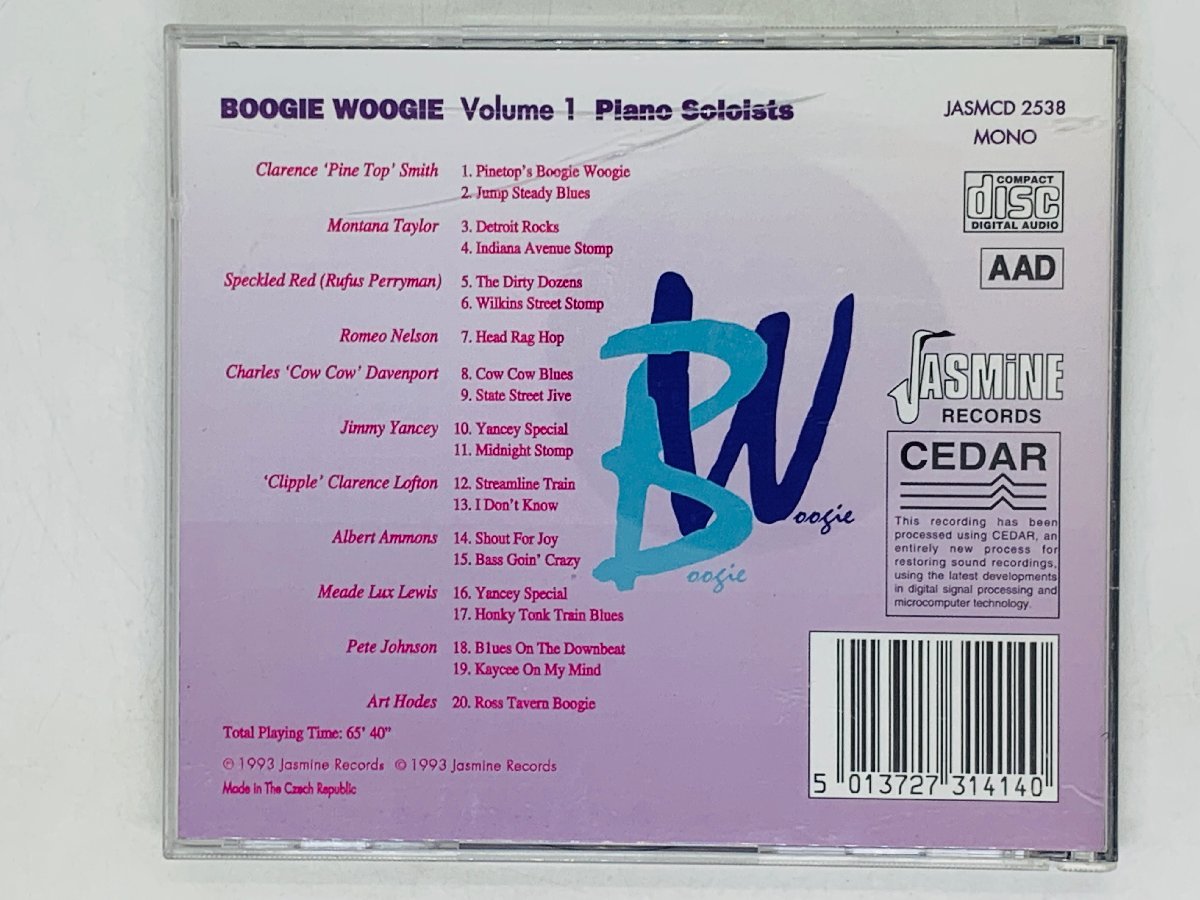 BOOGIE WOOGIE Volume 1 Piano Soloists
JASMCD 2538
MONO
Clarence ‘Pine Top’ Smith 1. Pinetop’s Boogie Woogie
2. Jump Steady Blues
Montana Taylor 3. Detroit Rocks
4. Indiana Avenue Stomp
Speckled Red (Rufus Perryman) 5. The Dirty Dozens
6. Wilkins Street Stomp
Romeo Nelson 7. Head Rag Hop
Charles ‘Cow Cow’ Davenport 8. Cow Cow Blues
9. State Street Jive
Jimmy Yancey 10. Yancey Special
11. Midnight Stomp
‘Clipple’ Clarence Lofton 12. Streamline Train
13. I Don’t Know
Albert Ammons 14. Shout For Joy
15. Bass Goin’ Crazy
Meade Lux Lewis 16. Yancey Special
17. Honky Tonk Train Blues
Pete Johnson 18. B1ues On The Downbeat
19. Kaycee On My Mind
Art Hodes 20. Ross Tavern Boogie
Total Playing Time: 65’ 40”
℗ 1993 Jasmine Records © 1993 Jasmine Records
Made in The Czech Republic
Woogie
Boogie
COMPACT
disc
DIGITAL AUDIO
AAD
JASMiNE
RECORDS
CEDAR
This recording has been
processed using CEDAR, an
entirely new process for
restoring sound recordings,
using the latest developments
in digital signal processing and
microcomputer technology.
5 013727 314140